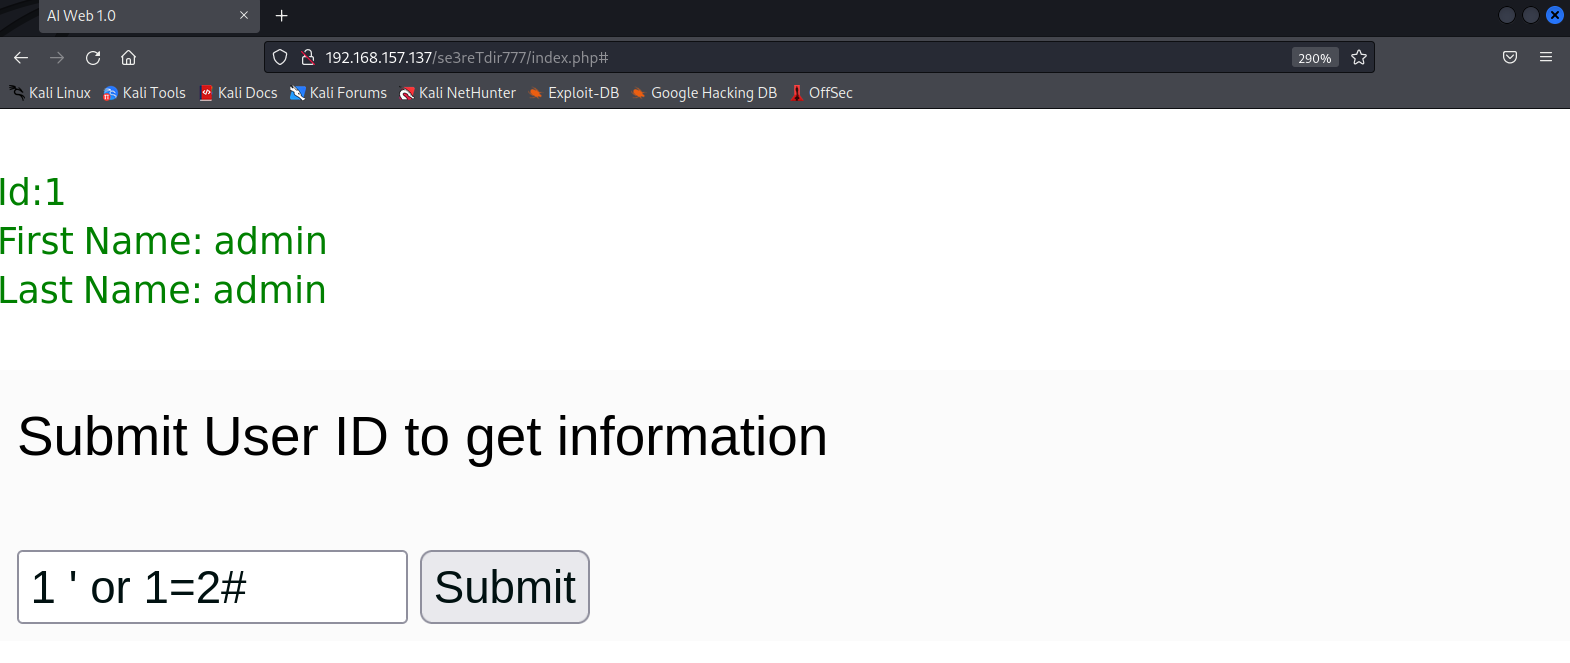 AI Web 1.0
192.168.157.137/se3reTdir777/index.php#
290%
Kali Linux Kali Tools Kali Docs Kali Forums Kali NetHunter Exploit-DB Google Hacking DB OffSec
Id:1
First Name: admin
Last Name: admin
Submit User ID to get information
1 ' or 1=2#
Submit